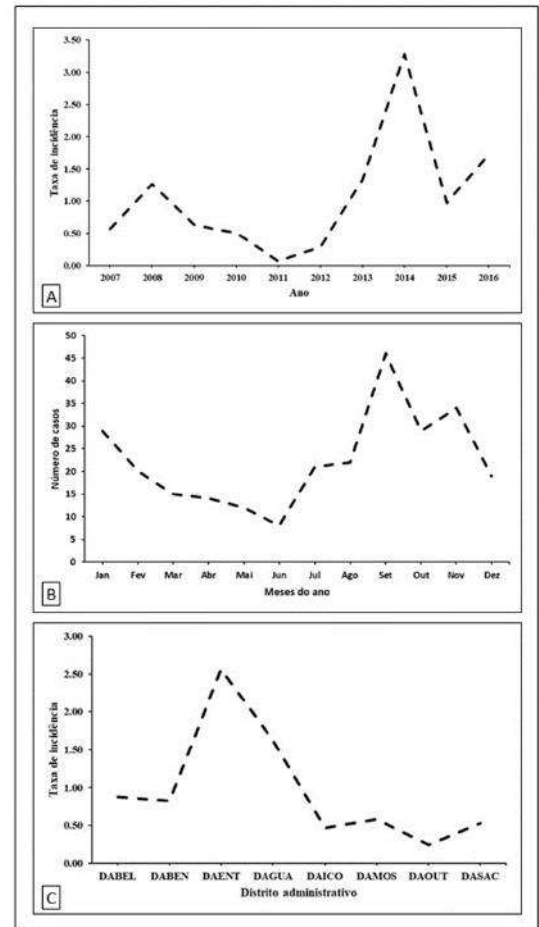 3.50
3.00
2.50
2.00
1.50
1.00
0.50
0.00
Taxa de incidência
2007 2008 2009 2010 2011 2012 2013 2014 2015 2016
Ano
A
50
45
40
35
30
25
20
15
10
5
0
Número de casos
Jan Fev Mar Abr Mai Jun Jul Ago Set Out Nov Dez
Meses do ano
B
3.00
2.50
2.00
1.50
1.00
0.50
0.00
Taxa de incidência
DABEL DABEN DAENT DAGUA DAICO DAMOS DAOUT DASAC
Distrito administrativo
C